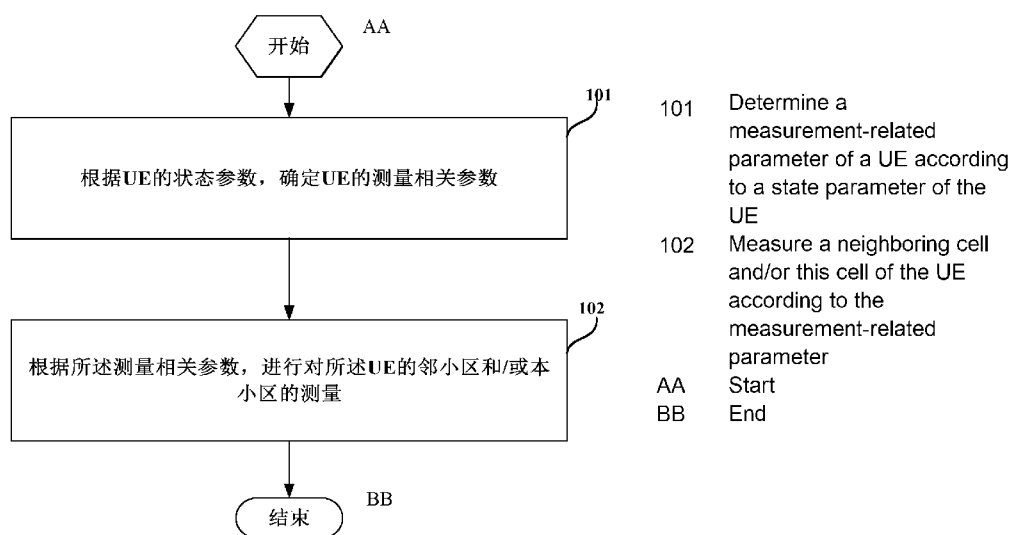 开始
AA
101
根据UE的状态参数，确定UE的测量相关参数
102
根据所述测量相关参数，进行对所述UE的邻小区和/或本
小区的测量
BB
结束
101 Determine a
measurement-related
parameter of a UE according
to a state parameter of the
UE
102 Measure a neighboring cell
and/or this cell of the UE
according to the
measurement-related
parameter
AA Start
BB End